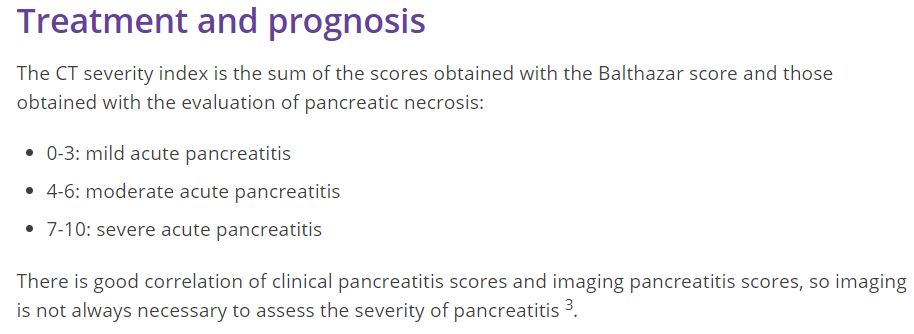 Treatment and prognosis
The CT severity index is the sum of the scores obtained with the Balthazar score and those
obtained with the evaluation of pancreatic necrosis:
• 0-3: mild acute pancreatitis
• 4-6: moderate acute pancreatitis
• 7-10: severe acute pancreatitis
There is good correlation of clinical pancreatitis scores and imaging pancreatitis scores, so imaging
is not always necessary to assess the severity of pancreatitis ³.